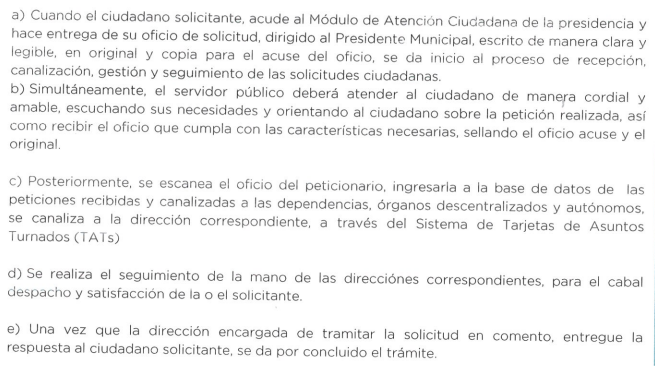 a) Cuando el ciudadano solicitante, acude al Módulo de Atención Ciudadana de la presidencia y
hace entrega de su oficio de solicitud, dirigido al Presidente Municipal, escrito de manera clara y
legible, en original y copia para el acuse del oficio, se da inicio al proceso de recepción,
canalización, gestión y seguimiento de las solicitudes ciudadanas.
b) Simultáneamente, el servidor público deberá atender al ciudadano de manera cordial y
amable, escuchando sus necesidades y orientando al ciudadano sobre la petición realizada, así
como recibir el oficio que cumpla con las características necesarias, sellando el oficio acuse y el
original.
c) Posteriormente, se escanea el oficio del peticionario, ingresarla a la base de datos de las
peticiones recibidas y canalizadas a las dependencias, órganos descentralizados y autónomos,
se canaliza a la dirección correspondiente, a través del Sistema de Tarjetas de Asuntos
Turnados (TATs)
d) Se realiza el seguimiento de la mano de las direcciónes correspondientes, para el cabal
despacho y satisfacción de la o el solicitante.
e) Una vez que la dirección encargada de tramitar la solicitud en comento, entregue la
respuesta al ciudadano solicitante, se da por concluido el trámite.